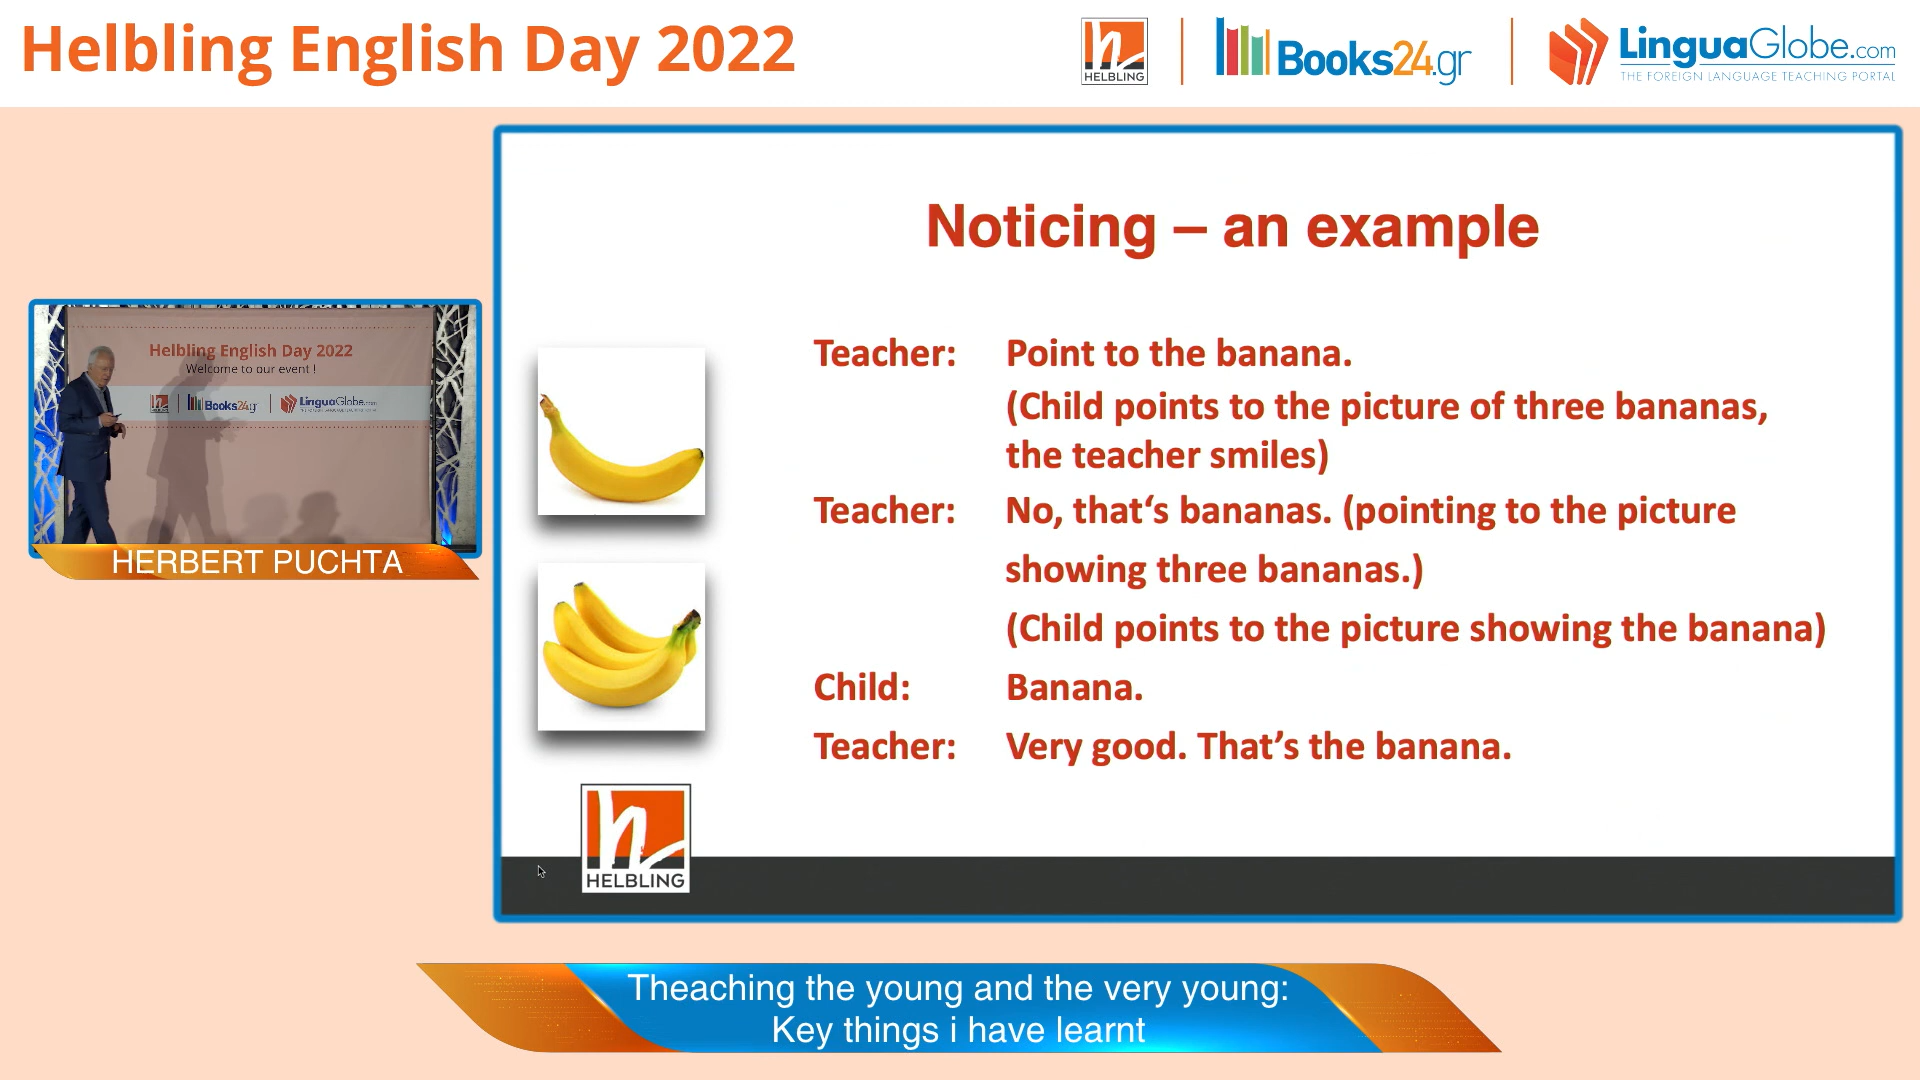 Helbling English Day 2022
HELBLING
Books24.gr
LinguaGlobe.com
THE FOREIGN LANGUAGE TEACHING PORTAL
Helbling English Day 2022
Welcome to our event !
Books24.gr
LinguaGlobe.com
HERBERT PUCHTA
Noticing – an example
Teacher: Point to the banana.
(Child points to the picture of three bananas,
the teacher smiles)
Teacher: No, that‘s bananas. (pointing to the picture
showing three bananas.)
(Child points to the picture showing the banana)
Child: Banana.
Teacher: Very good. That’s the banana.
HELBLING
Theaching the young and the very young:
Key things i have learnt